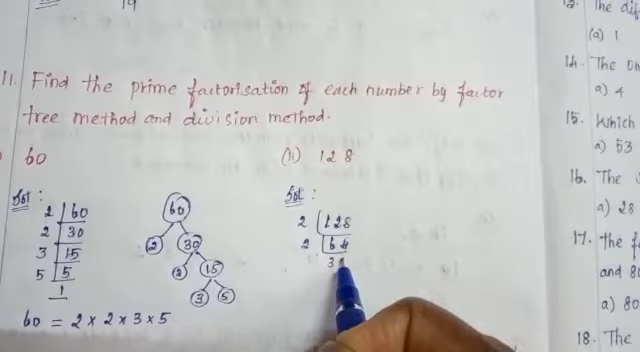 19
11. Find the prime factorisation of each number by factor
tree method and division method.
60
(ii) 128
Sol :
2 60
2 30
3 15
5 5
1
60
2 30
2 15
3 5
60 = 2 x 2 x 3 x 5
Sol :
2 128
2 64
3
12. The
(a) 1
14. The
a) 4
15. Which
a) 53
16. The
a) 28
17. The
and 80
a) 80
18. The